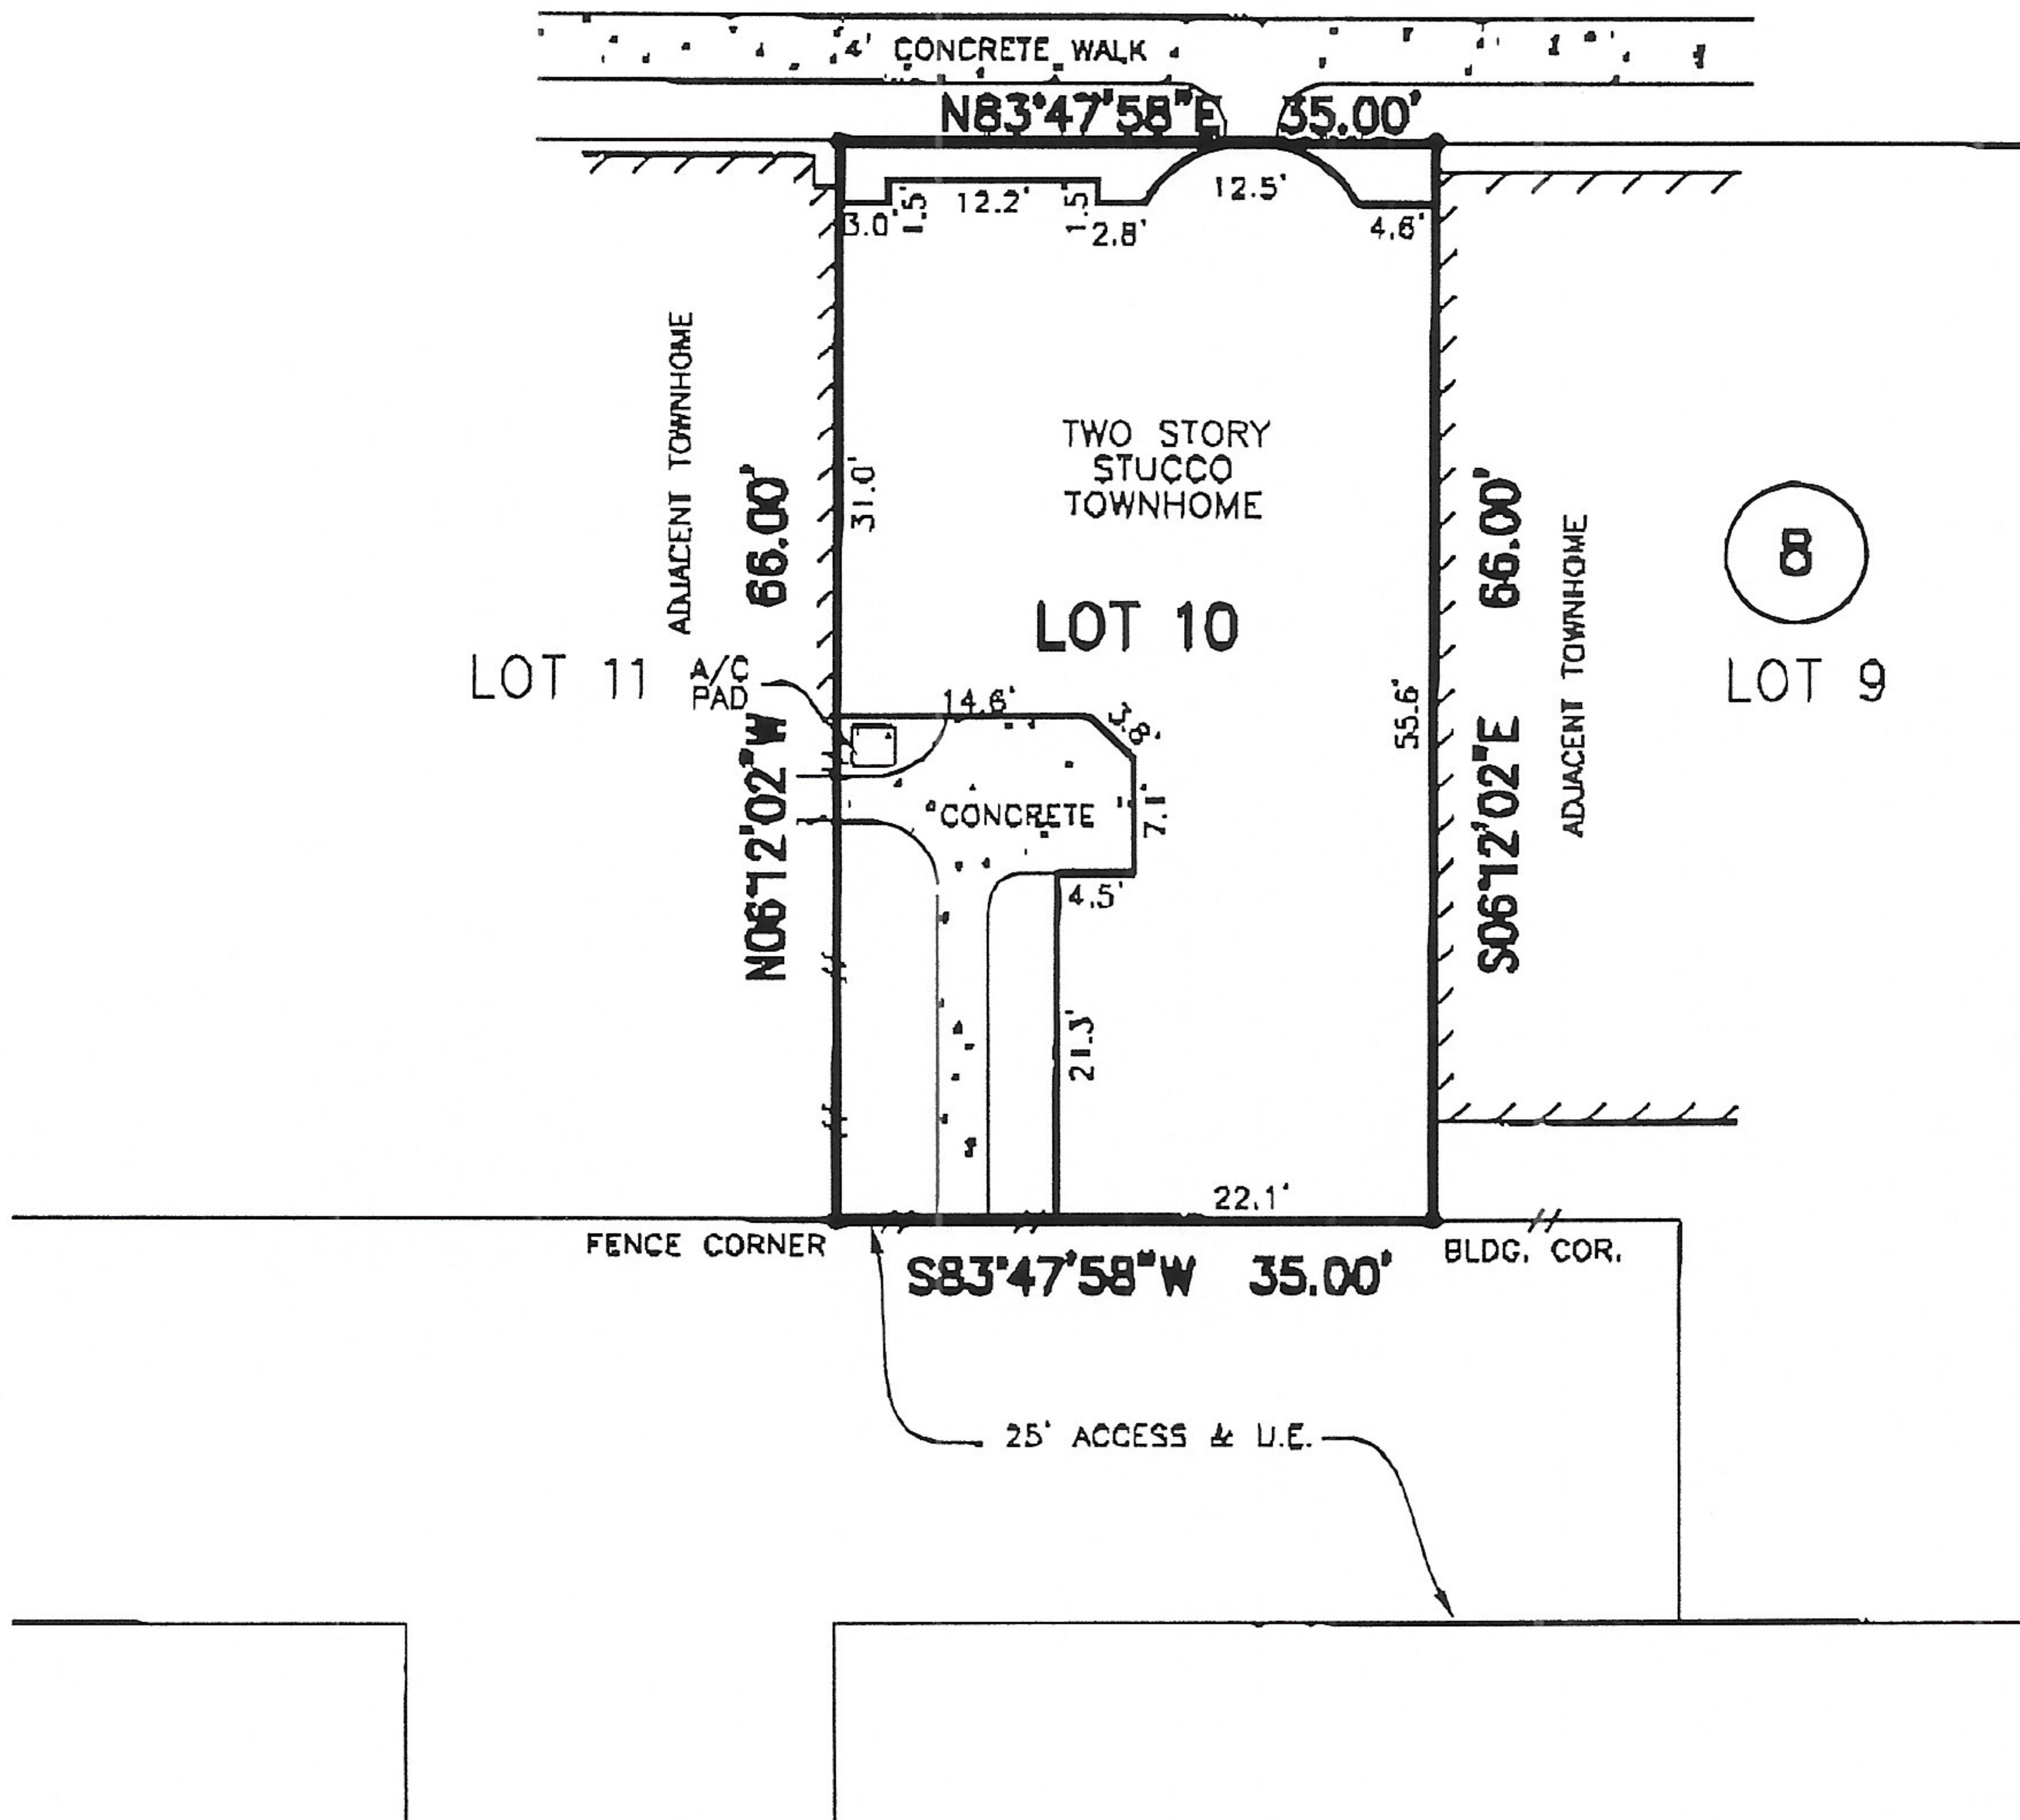 4' CONCRETE WALK
N83°47'58"E 35.00'
3.0'
1.5'
12.2'
1.5'
2.8'
12.5'
4.6'
ADJACENT TOWNHOME
66.00'
N06°12'02"W
31.0'
TWO STORY
STUCCO
TOWNHOME
LOT 10
LOT 11
A/C
PAD
14.6'
3.8'
CONCRETE
7.1'
4.5'
21.3'
55.6'
22.1'
66.00'
S06°12'02"E
ADJACENT TOWNHOME
8
LOT 9
FENCE CORNER
S83°47'58"W 35.00'
BLDG. COR.
25' ACCESS & U.E.